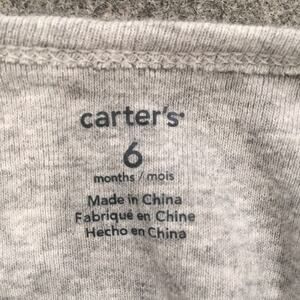 carter's
6
months / mois
Made in China
Fabriqué en Chine
Hecho en China